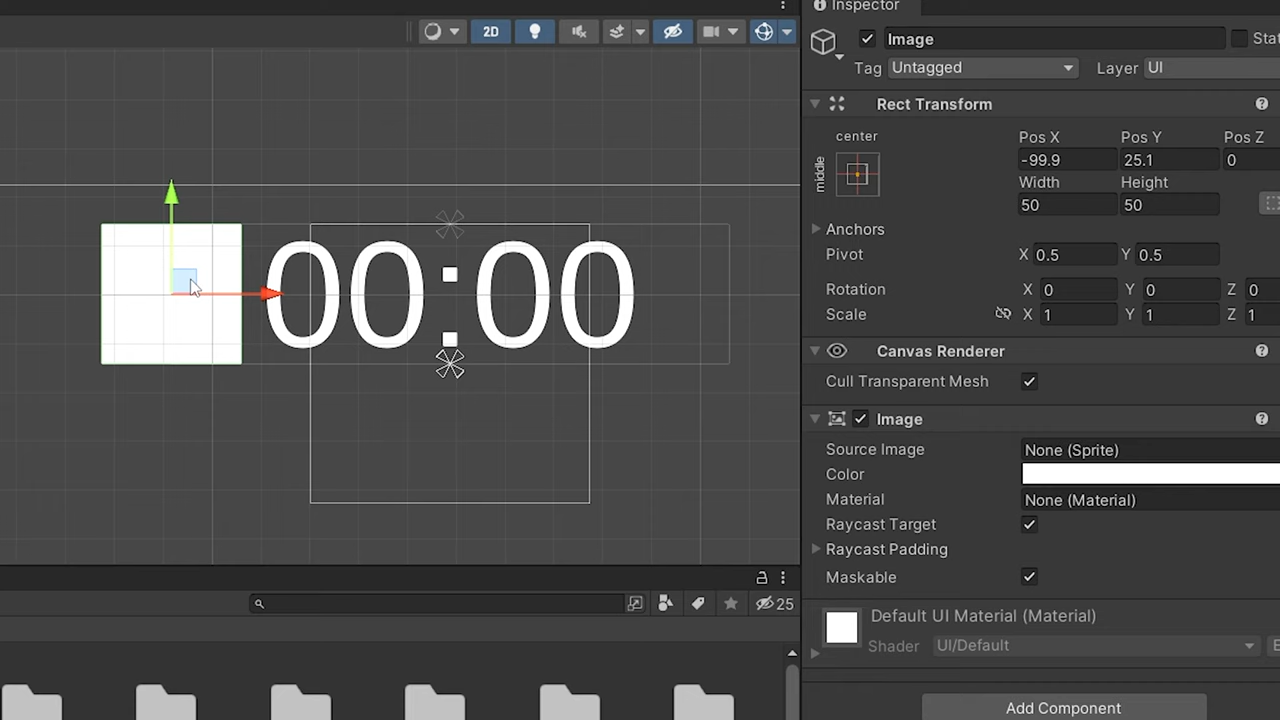 Inspector
2D
Image
Stat
Tag Untagged Layer UI
Rect Transform
center
middle
Pos X Pos Y Pos Z
-99.9 25.1 0
Width Height
50 50
Anchors
Pivot X 0.5 Y 0.5
Rotation X 0 Y 0 Z 0
Scale X 1 Y 1 Z 1
00:00
Canvas Renderer
Cull Transparent Mesh
Image
Source Image None (Sprite)
Color
Material None (Material)
Raycast Target
Raycast Padding
Maskable
25
Default UI Material (Material)
Shader UI/Default E
Add Component